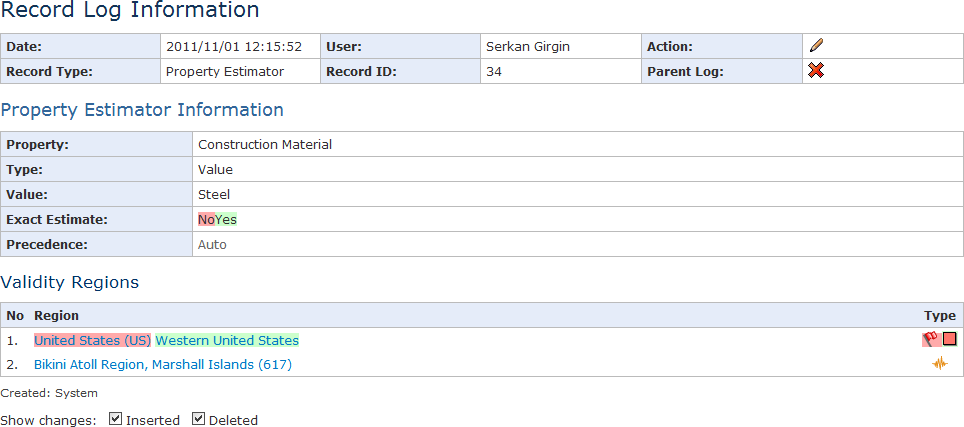 Record Log Information
Date: 2011/11/01 12:15:52 User: Serkan Girgin Action:
Record Type: Property Estimator Record ID: 34 Parent Log:
Property Estimator Information
Property: Construction Material
Type: Value
Value: Steel
Exact Estimate: NoYes
Precedence: Auto
Validity Regions
No Region Type
1. United States (US) Western United States
2. Bikini Atoll Region, Marshall Islands (617)
Created: System
Show changes: Inserted Deleted